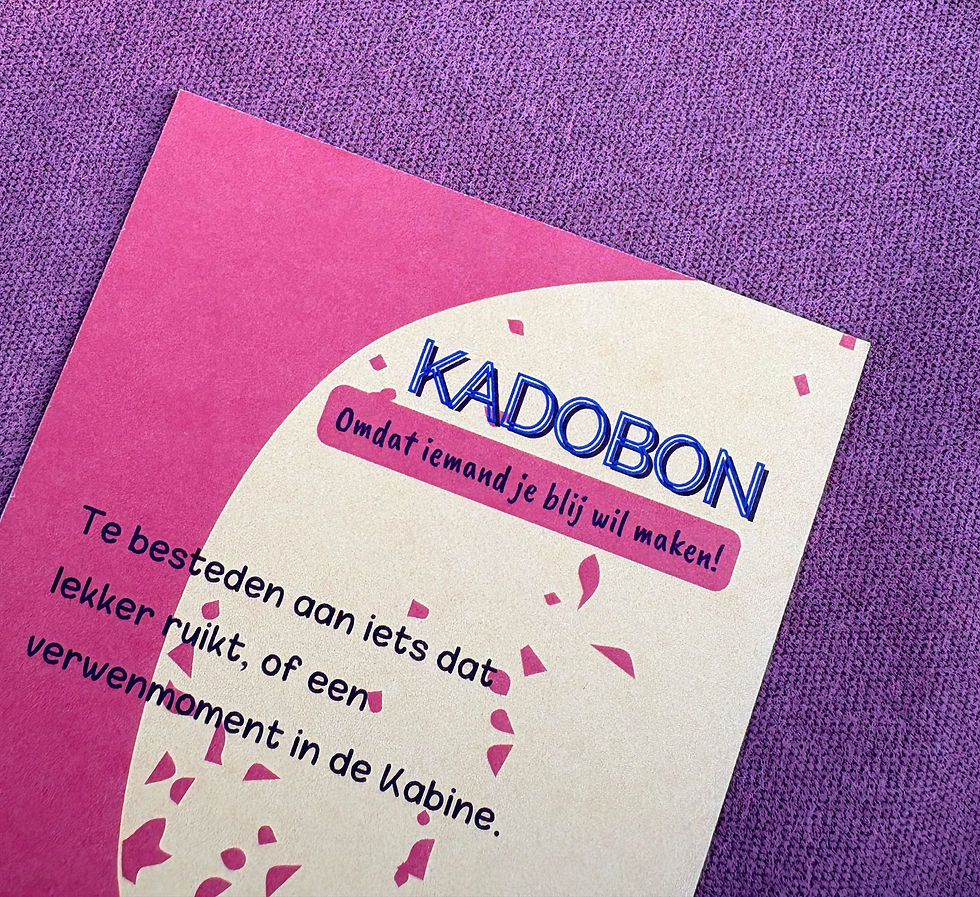 KADOBON
Omdat iemand je blij wil maken!
Te besteden aan iets dat
lekker ruikt, of een
verwenmoment in de Kabine.